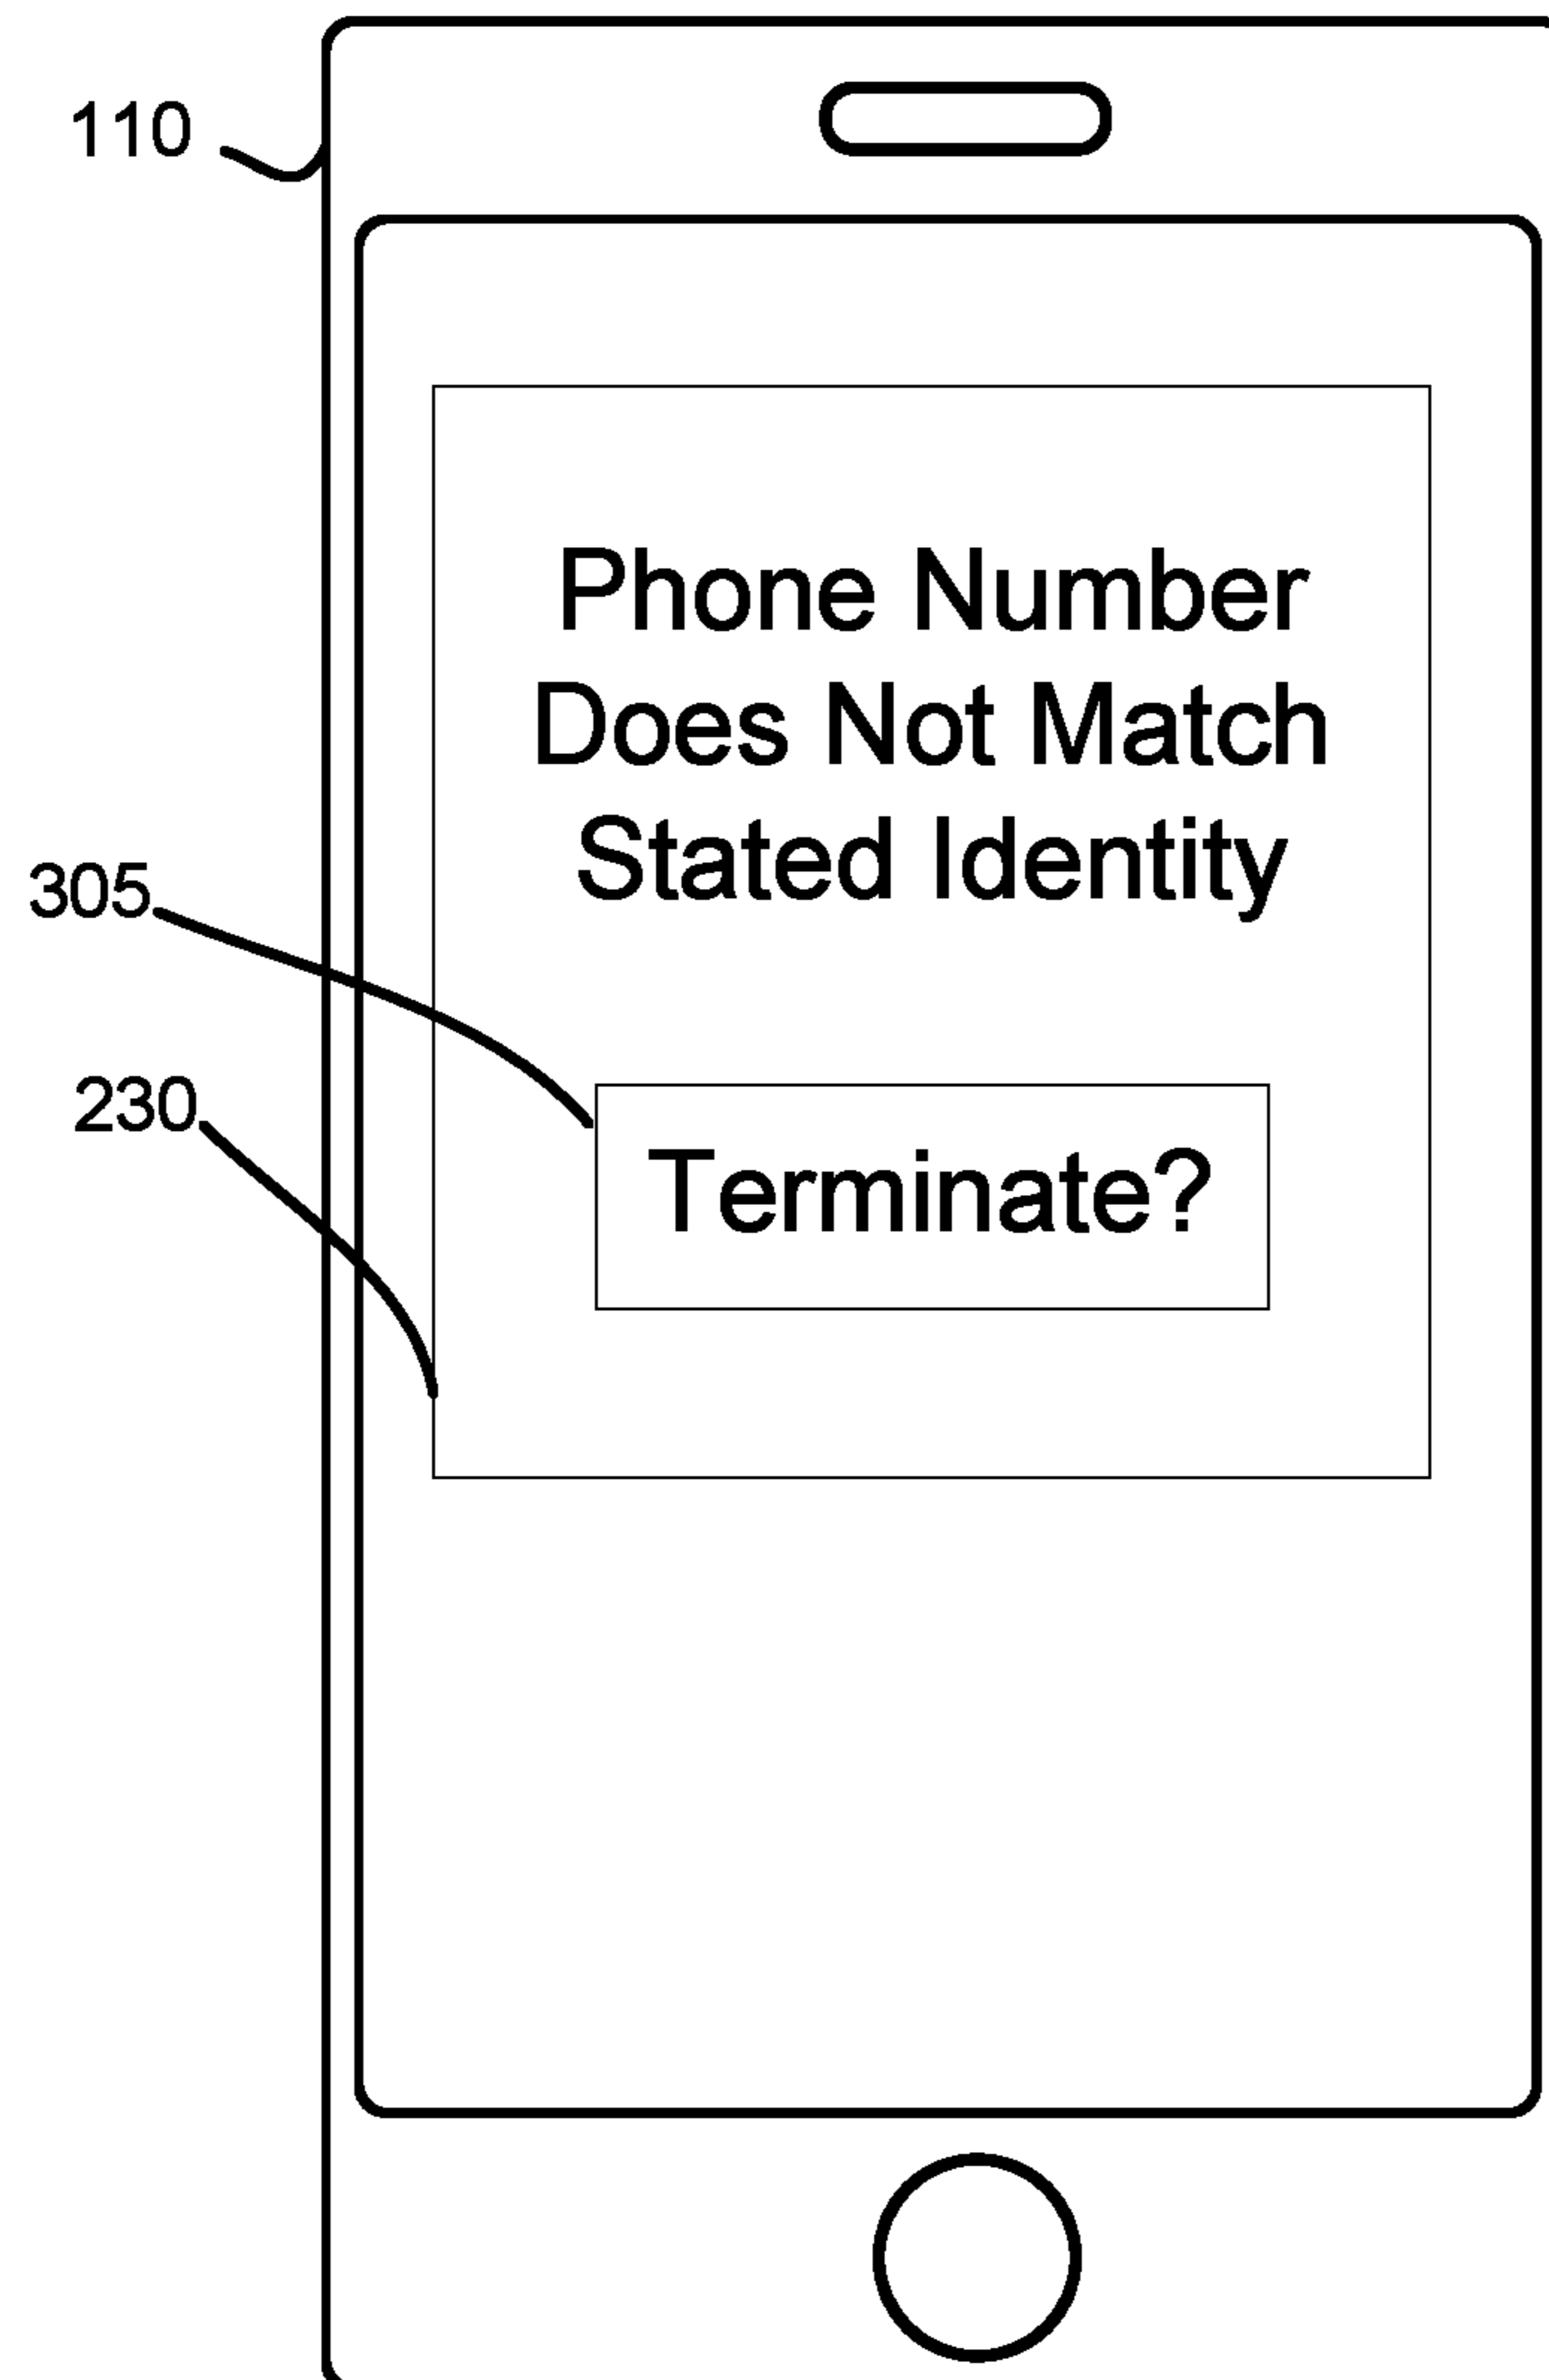 110
Phone Number
Does Not Match
Stated Identity
305
230
Terminate?